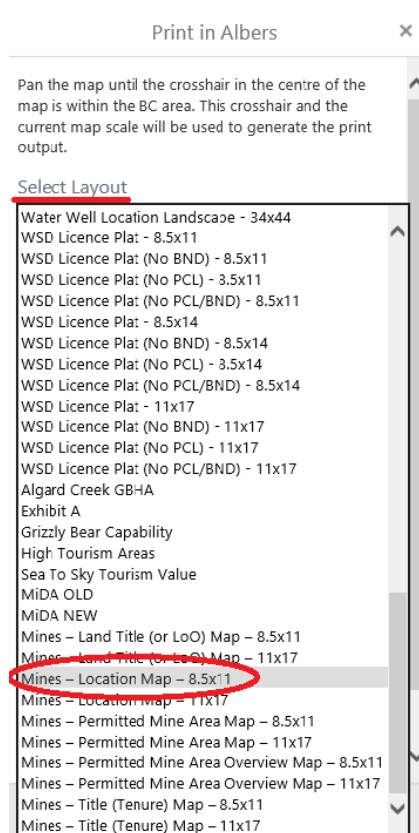 Print in Albers ×
Pan the map until the crosshair in the centre of the
map is within the BC area. This crosshair and the
current map scale will be used to generate the print
output.
Select Layout
Water Well Location Landscape - 34x44
WSD Licence Plat - 8.5x11
WSD Licence Plat (No BND) - 8.5x11
WSD Licence Plat (No PCL) - 8.5x11
WSD Licence Plat (No PCL/BND) - 8.5x11
WSD Licence Plat - 8.5x14
WSD Licence Plat (No BND) - 8.5x14
WSD Licence Plat (No PCL) - 8.5x14
WSD Licence Plat (No PCL/BND) - 8.5x14
WSD Licence Plat - 11x17
WSD Licence Plat (No BND) - 11x17
WSD Licence Plat (No PCL) - 11x17
WSD Licence Plat (No PCL/BND) - 11x17
Algard Creek GBHA
Exhibit A
Grizzly Bear Capability
High Tourism Areas
Sea To Sky Tourism Value
MiDA OLD
MiDA NEW
Mines – Land Title (or LoO) Map – 8.5x11
Mines – Land Title (or LoO) Map – 11x17
Mines – Location Map – 8.5x11
Mines – Location Map – 11x17
Mines – Permitted Mine Area Map – 8.5x11
Mines – Permitted Mine Area Map – 11x17
Mines – Permitted Mine Area Overview Map – 8.5x11
Mines – Permitted Mine Area Overview Map – 11x17
Mines – Title (Tenure) Map – 8.5x11
Mines – Title (Tenure) Map – 11x17